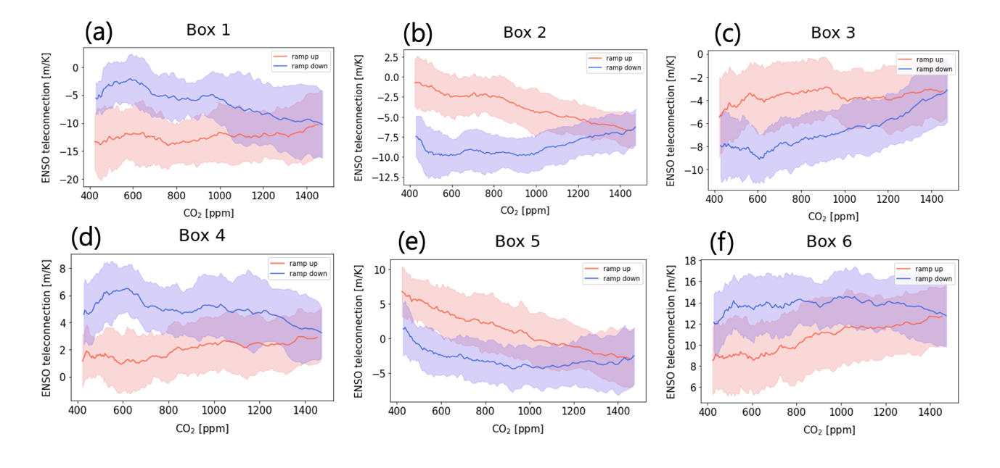 (a) Box 1
ENSO teleconnection [m/K]
0
−5
−10
−15
−20
ramp up
ramp down
400 600 800 1000 1200 1400
CO₂ [ppm]
(b) Box 2
ENSO teleconnection [m/K]
2.5
0.0
−2.5
−5.0
−7.5
−10.0
−12.5
ramp up
ramp down
400 600 800 1000 1200 1400
CO₂ [ppm]
(c) Box 3
ENSO teleconnection [m/K]
0
−2
−4
−6
−8
−10
ramp up
ramp down
400 600 800 1000 1200 1400
CO₂ [ppm]
(d) Box 4
ENSO teleconnection [m/K]
8
6
4
2
0
ramp up
ramp down
400 600 800 1000 1200 1400
CO₂ [ppm]
(e) Box 5
ENSO teleconnection [m/K]
10
5
0
−5
ramp up
ramp down
400 600 800 1000 1200 1400
CO₂ [ppm]
(f) Box 6
ENSO teleconnection [m/K]
18
16
14
12
10
8
6
ramp up
ramp down
400 600 800 1000 1200 1400
CO₂ [ppm]